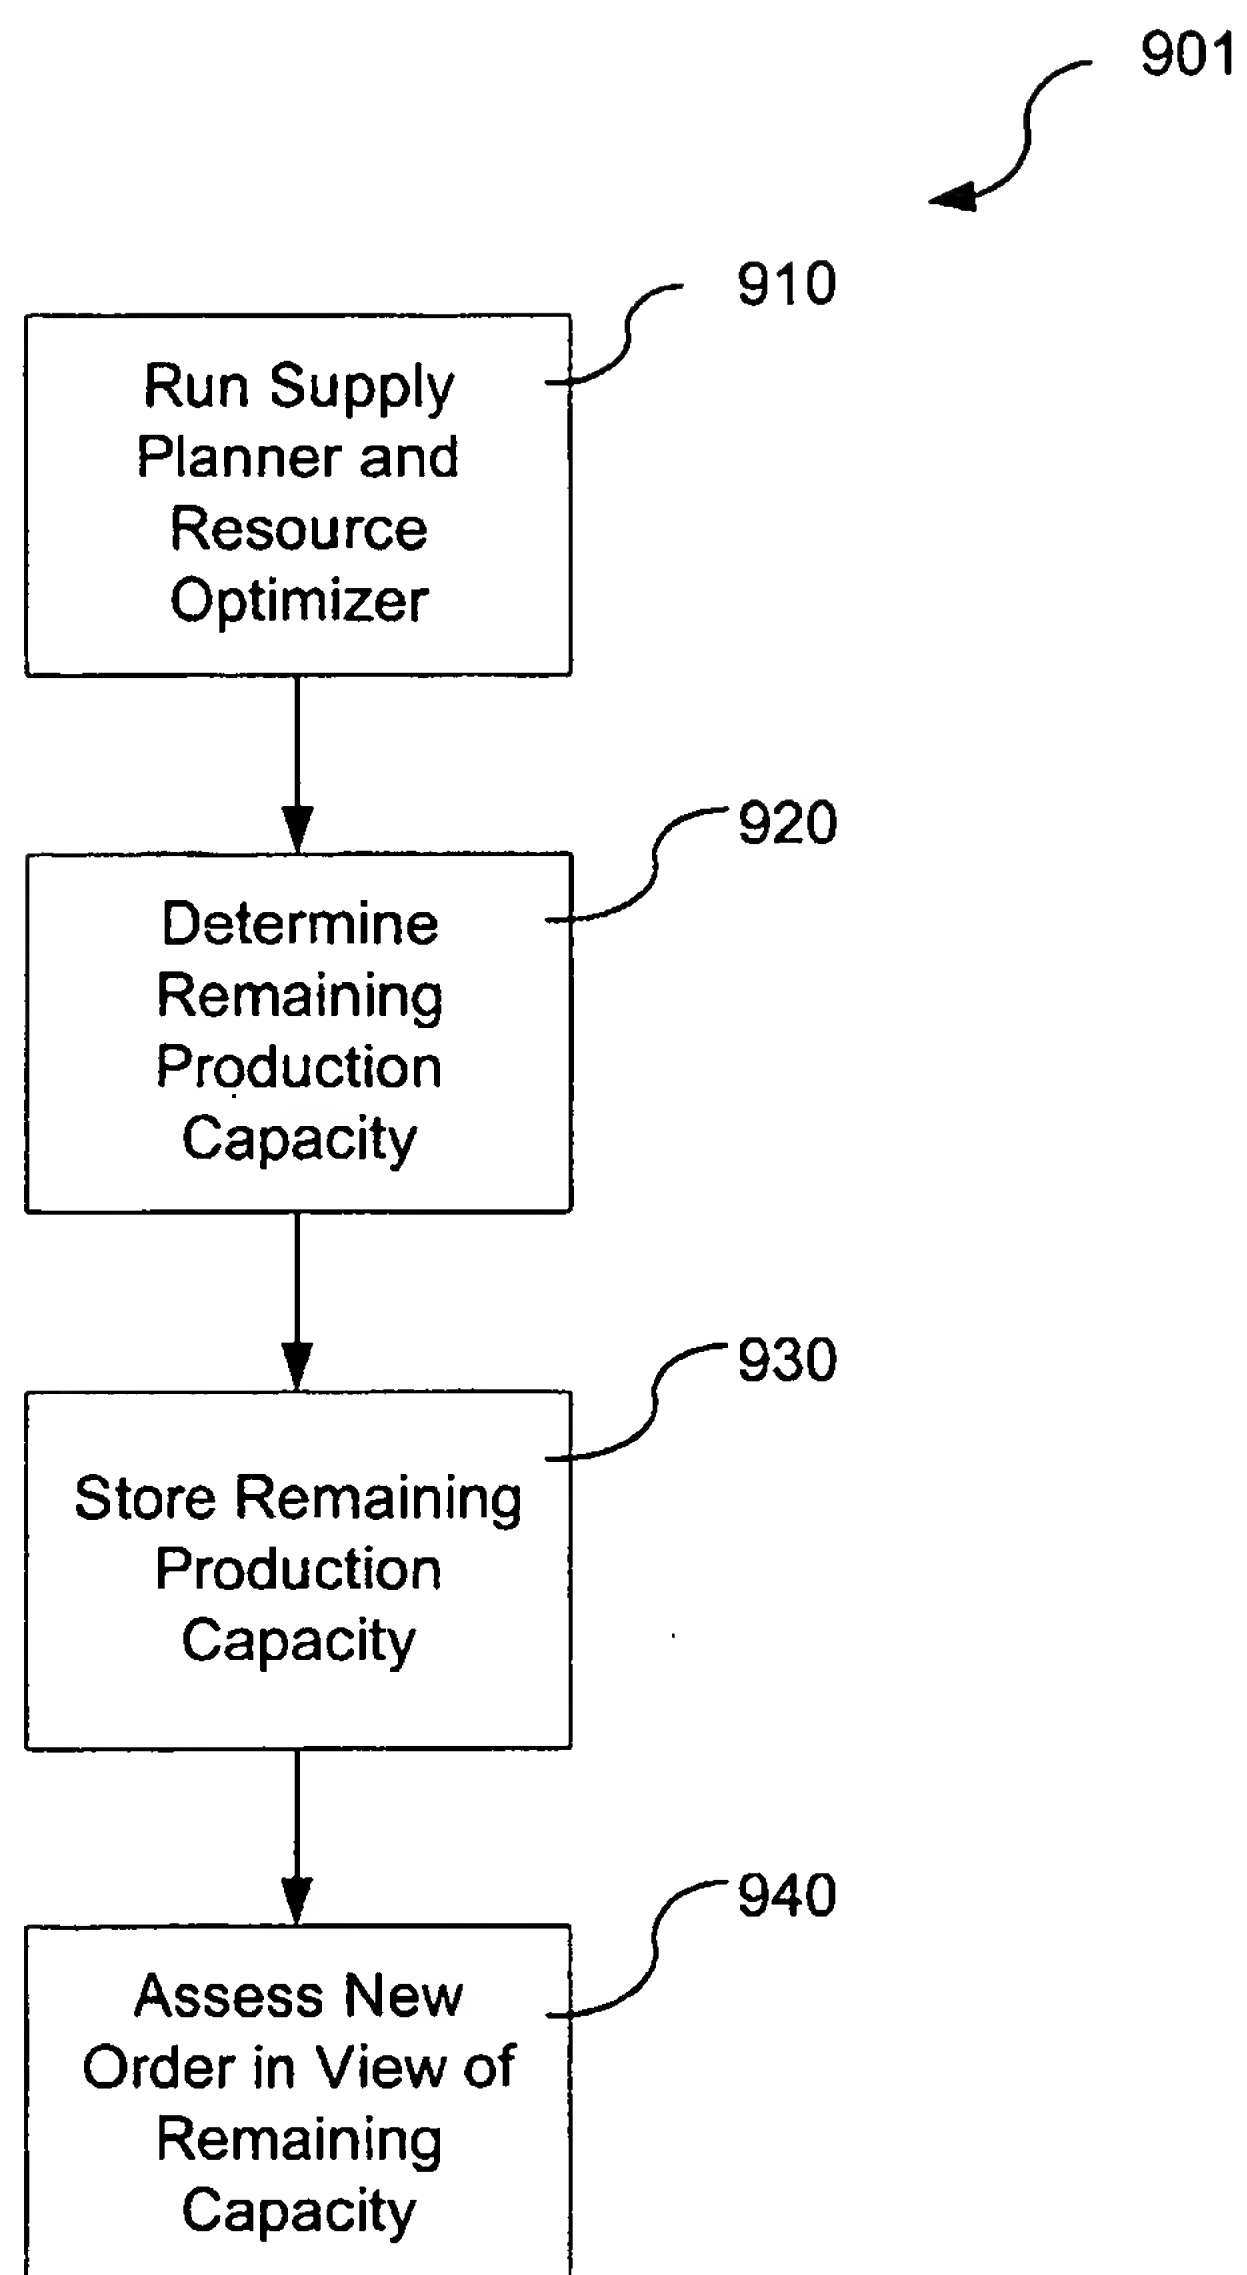 901
910
Run Supply
Planner and
Resource
Optimizer
920
Determine
Remaining
Production
Capacity
930
Store Remaining
Production
Capacity
940
Assess New
Order in View of
Remaining
Capacity